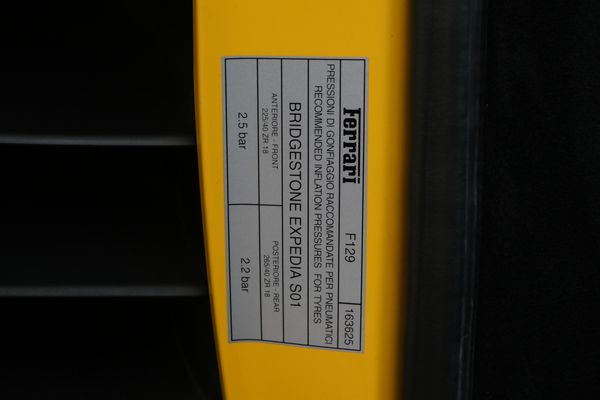 Ferrari F129 163625
PRESSIONI DI GONFIAGGIO RACCOMANDATE PER PNEUMATICI
RECOMMENDED INFLATION PRESSURES FOR TYRES
BRIDGESTONE EXPEDIA S01
ANTERIORE - FRONT POSTERIORE - REAR
225/40 ZR 18 265/40 ZR 18
2.5 bar 2.2 bar